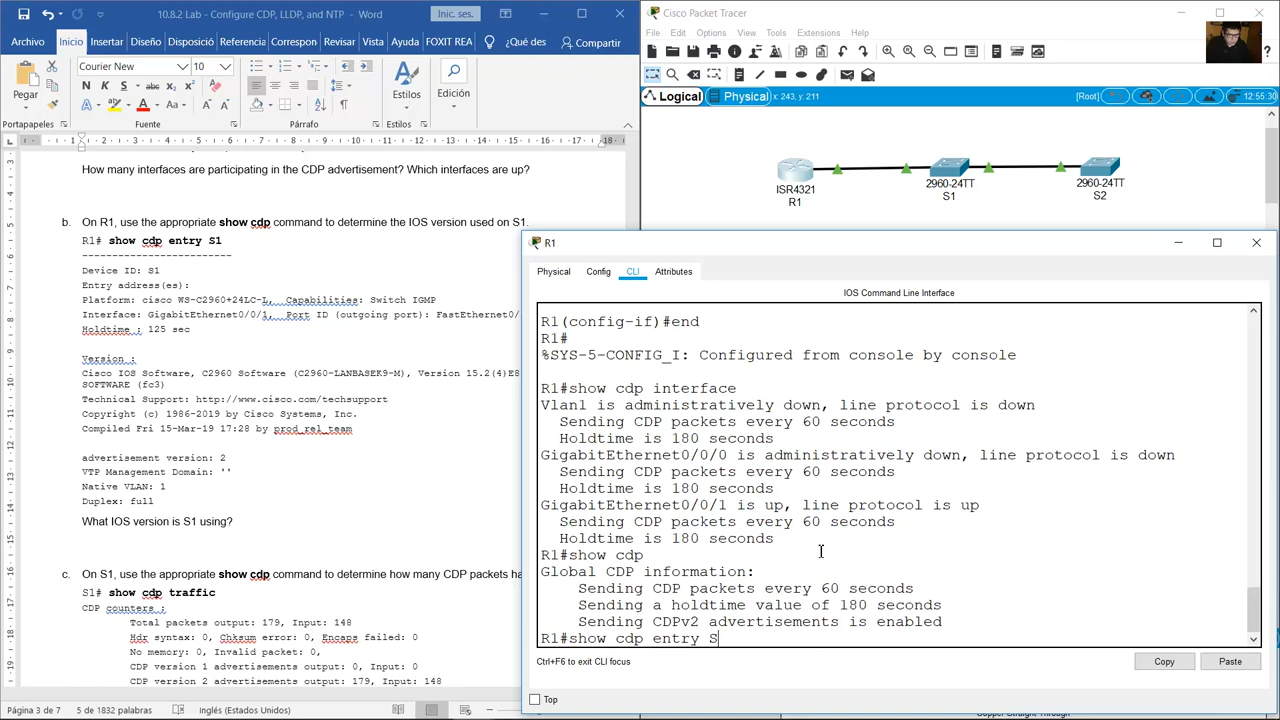 10.8.2 Lab - Configure CDP, LLDP, and NTP - Word
Inic. ses.
Archivo
Inicio
Insertar
Diseño
Disposició
Referencia
Correspon
Revisar
Vista
Ayuda
FOXIT REA
¿Qué des
Compartir
Courier New
10
Pegar
N K S
Estilos
Edición
Portapapeles
Fuente
Párrafo
Estilos
How many interfaces are participating in the CDP advertisement? Which interfaces are up?
b. On R1, use the appropriate show cdp command to determine the IOS version used on S1.
R1# show cdp entry S1
-------------------------
Device ID: S1
Entry address(es):
Platform: cisco WS-C2960+24LC-L, Capabilities: Switch IGMP
Interface: GigabitEthernet0/0/1, Port ID (outgoing port): FastEthernet0/
Holdtime : 125 sec
Version :
Cisco IOS Software, C2960 Software (C2960-LANBASEK9-M), Version 15.2(4)E8
SOFTWARE (fc3)
Technical Support: http://www.cisco.com/techsupport
Copyright (c) 1986-2019 by Cisco Systems, Inc.
Compiled Fri 15-Mar-19 17:28 by prod_rel_team
advertisement version: 2
VTP Management Domain: ''
Native VLAN: 1
Duplex: full
What IOS version is S1 using?
c. On S1, use the appropriate show cdp command to determine how many CDP packets ha
S1# show cdp traffic
CDP counters :
Total packets output: 179, Input: 148
Hdr syntax: 0, Chksum error: 0, Encaps failed: 0
No memory: 0, Invalid packet: 0,
CDP version 1 advertisements output: 0, Input: 0
CDP version 2 advertisements output: 179, Input: 148
Página 3 de 7
5 de 1832 palabras
Inglés (Estados Unidos)
Cisco Packet Tracer
File Edit Options View Tools Extensions Help
Logical
Physical
x: 243, y: 211
[Root]
12:55:30
ISR4321
R1
2960-24TT
S1
2960-24TT
S2
R1
Physical
Config
CLI
Attributes
IOS Command Line Interface
R1(config-if)#end
R1#
%SYS-5-CONFIG_I: Configured from console by console
R1#show cdp interface
Vlan1 is administratively down, line protocol is down
Sending CDP packets every 60 seconds
Holdtime is 180 seconds
GigabitEthernet0/0/0 is administratively down, line protocol is down
Sending CDP packets every 60 seconds
Holdtime is 180 seconds
GigabitEthernet0/0/1 is up, line protocol is up
Sending CDP packets every 60 seconds
Holdtime is 180 seconds
R1#show cdp
Global CDP information:
Sending CDP packets every 60 seconds
Sending a holdtime value of 180 seconds
Sending CDPv2 advertisements is enabled
R1#show cdp entry S
Ctrl+F6 to exit CLI focus
Copy
Paste
Top
Copper Straight-Through